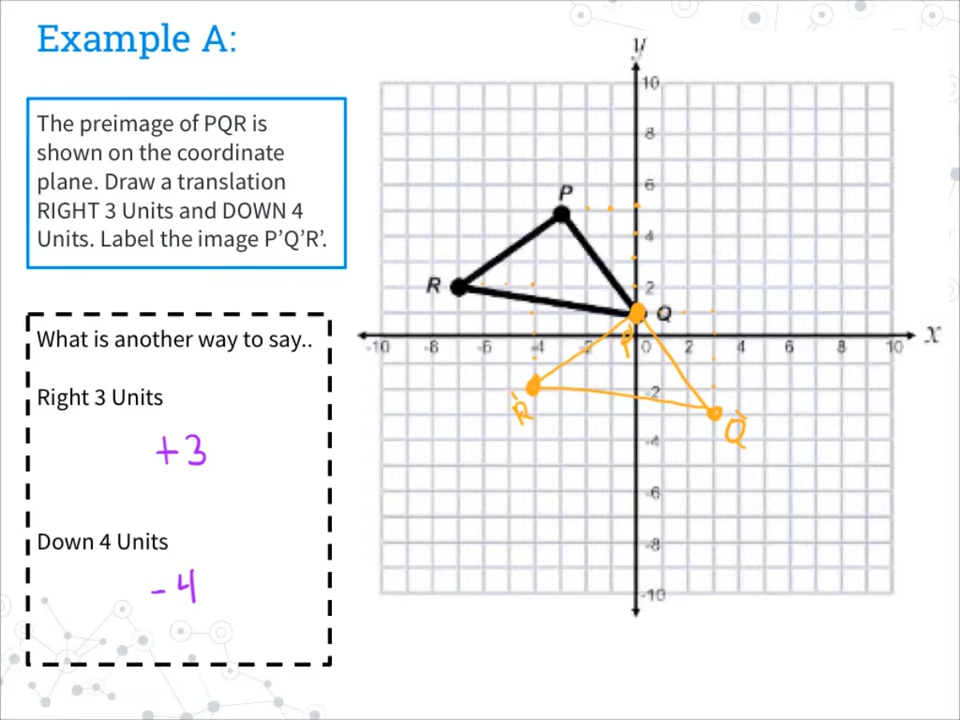 Example A:
The preimage of PQR is
shown on the coordinate
plane. Draw a translation
RIGHT 3 Units and DOWN 4
Units. Label the image P’Q’R’.
What is another way to say..
Right 3 Units
+3
Down 4 Units
-4
y
10
8
6
P
4
R
2
Q
-10 -8 -6 -4 -2 0 2 4 6 8 10 x
P'
-2
R'
Q'
-4
-6
-8
-10